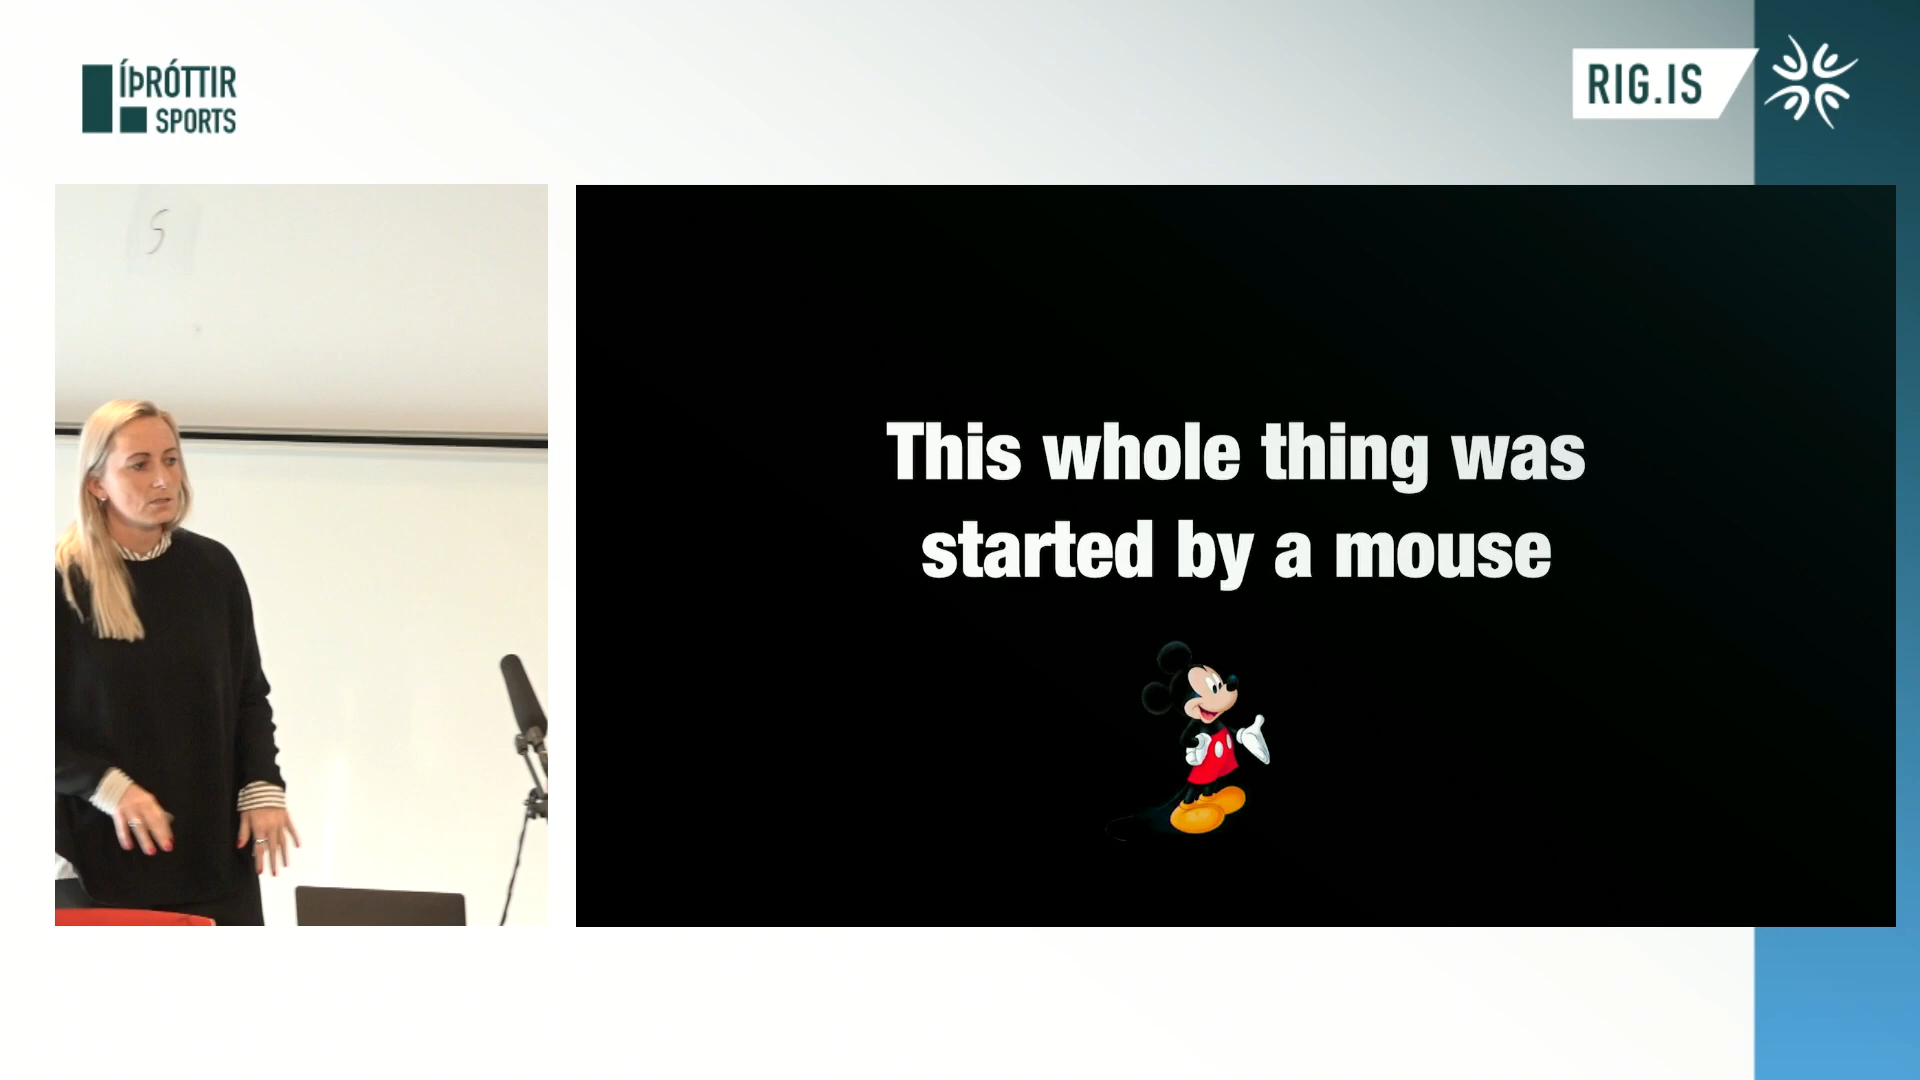 ÍÞRÓTTIR
SPORTS
RIG.IS
S
This whole thing was
started by a mouse